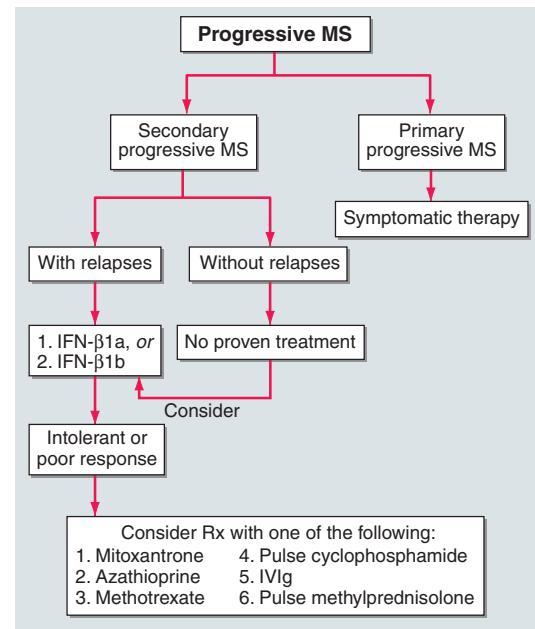 Progressive MS
Secondary
progressive MS
Primary
progressive MS
Symptomatic therapy
With relapses
Without relapses
1. IFN-β1a, or
2. IFN-β1b
No proven treatment
Consider
Intolerant or
poor response
Consider Rx with one of the following:
1. Mitoxantrone
2. Azathioprine
3. Methotrexate
4. Pulse cyclophosphamide
5. IVIg
6. Pulse methylprednisolone